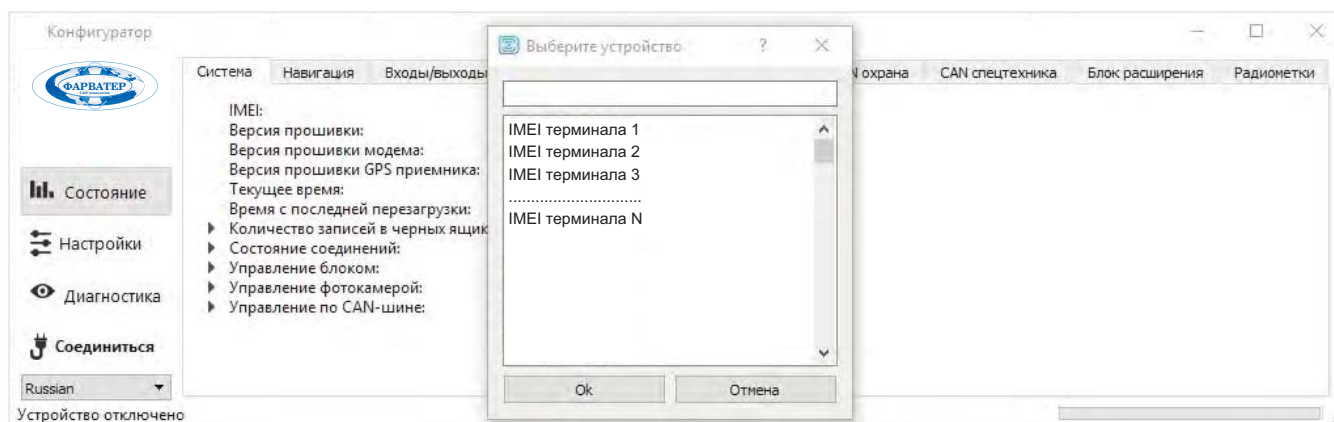 Конфигуратор
Выберите устройство
ФАРВАТЕР
Система Навигация Входы/выходы охрана CAN спецтехника Блок расширения Радиометки
IMEI:
Версия прошивки:
Версия прошивки модема:
Версия прошивки GPS приемника:
Текущее время:
Время с последней перезагрузки:
Количество записей в черных ящик
Состояние соединений:
Управление блоком:
Управление фотокамерой:
Управление по CAN-шине:
IMEI терминала 1
IMEI терминала 2
IMEI терминала 3
..............................
IMEI терминала N
Ok Отмена
Состояние
Настройки
Диагностика
Соединиться
Russian
Устройство отключено